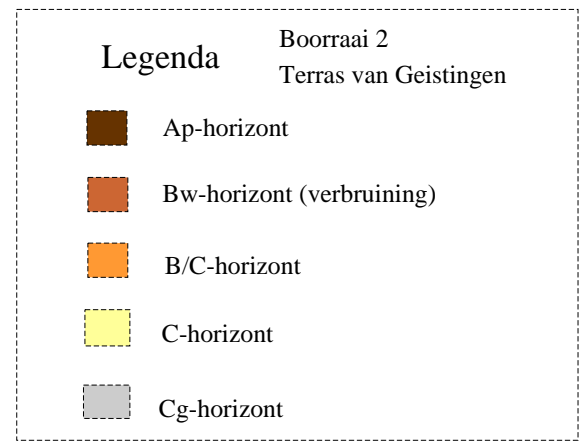 Legenda
Boorraai 2
Terras van Geistingen
Ap-horizont
Bw-horizont (verbruining)
B/C-horizont
C-horizont
Cg-horizont